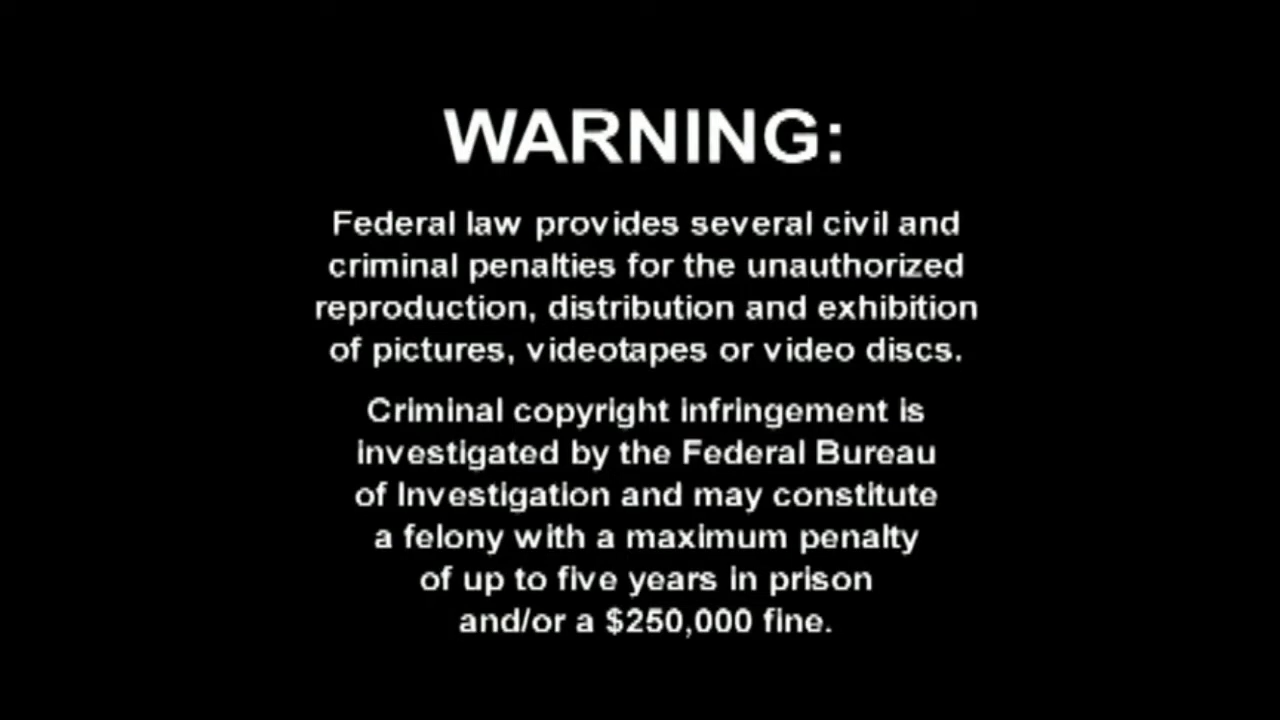 WARNING:
Federal law provides several civil and
criminal penalties for the unauthorized
reproduction, distribution and exhibition
of pictures, videotapes or video discs.
Criminal copyright infringement is
investigated by the Federal Bureau
of Investigation and may constitute
a felony with a maximum penalty
of up to five years in prison
and/or a $250,000 fine.